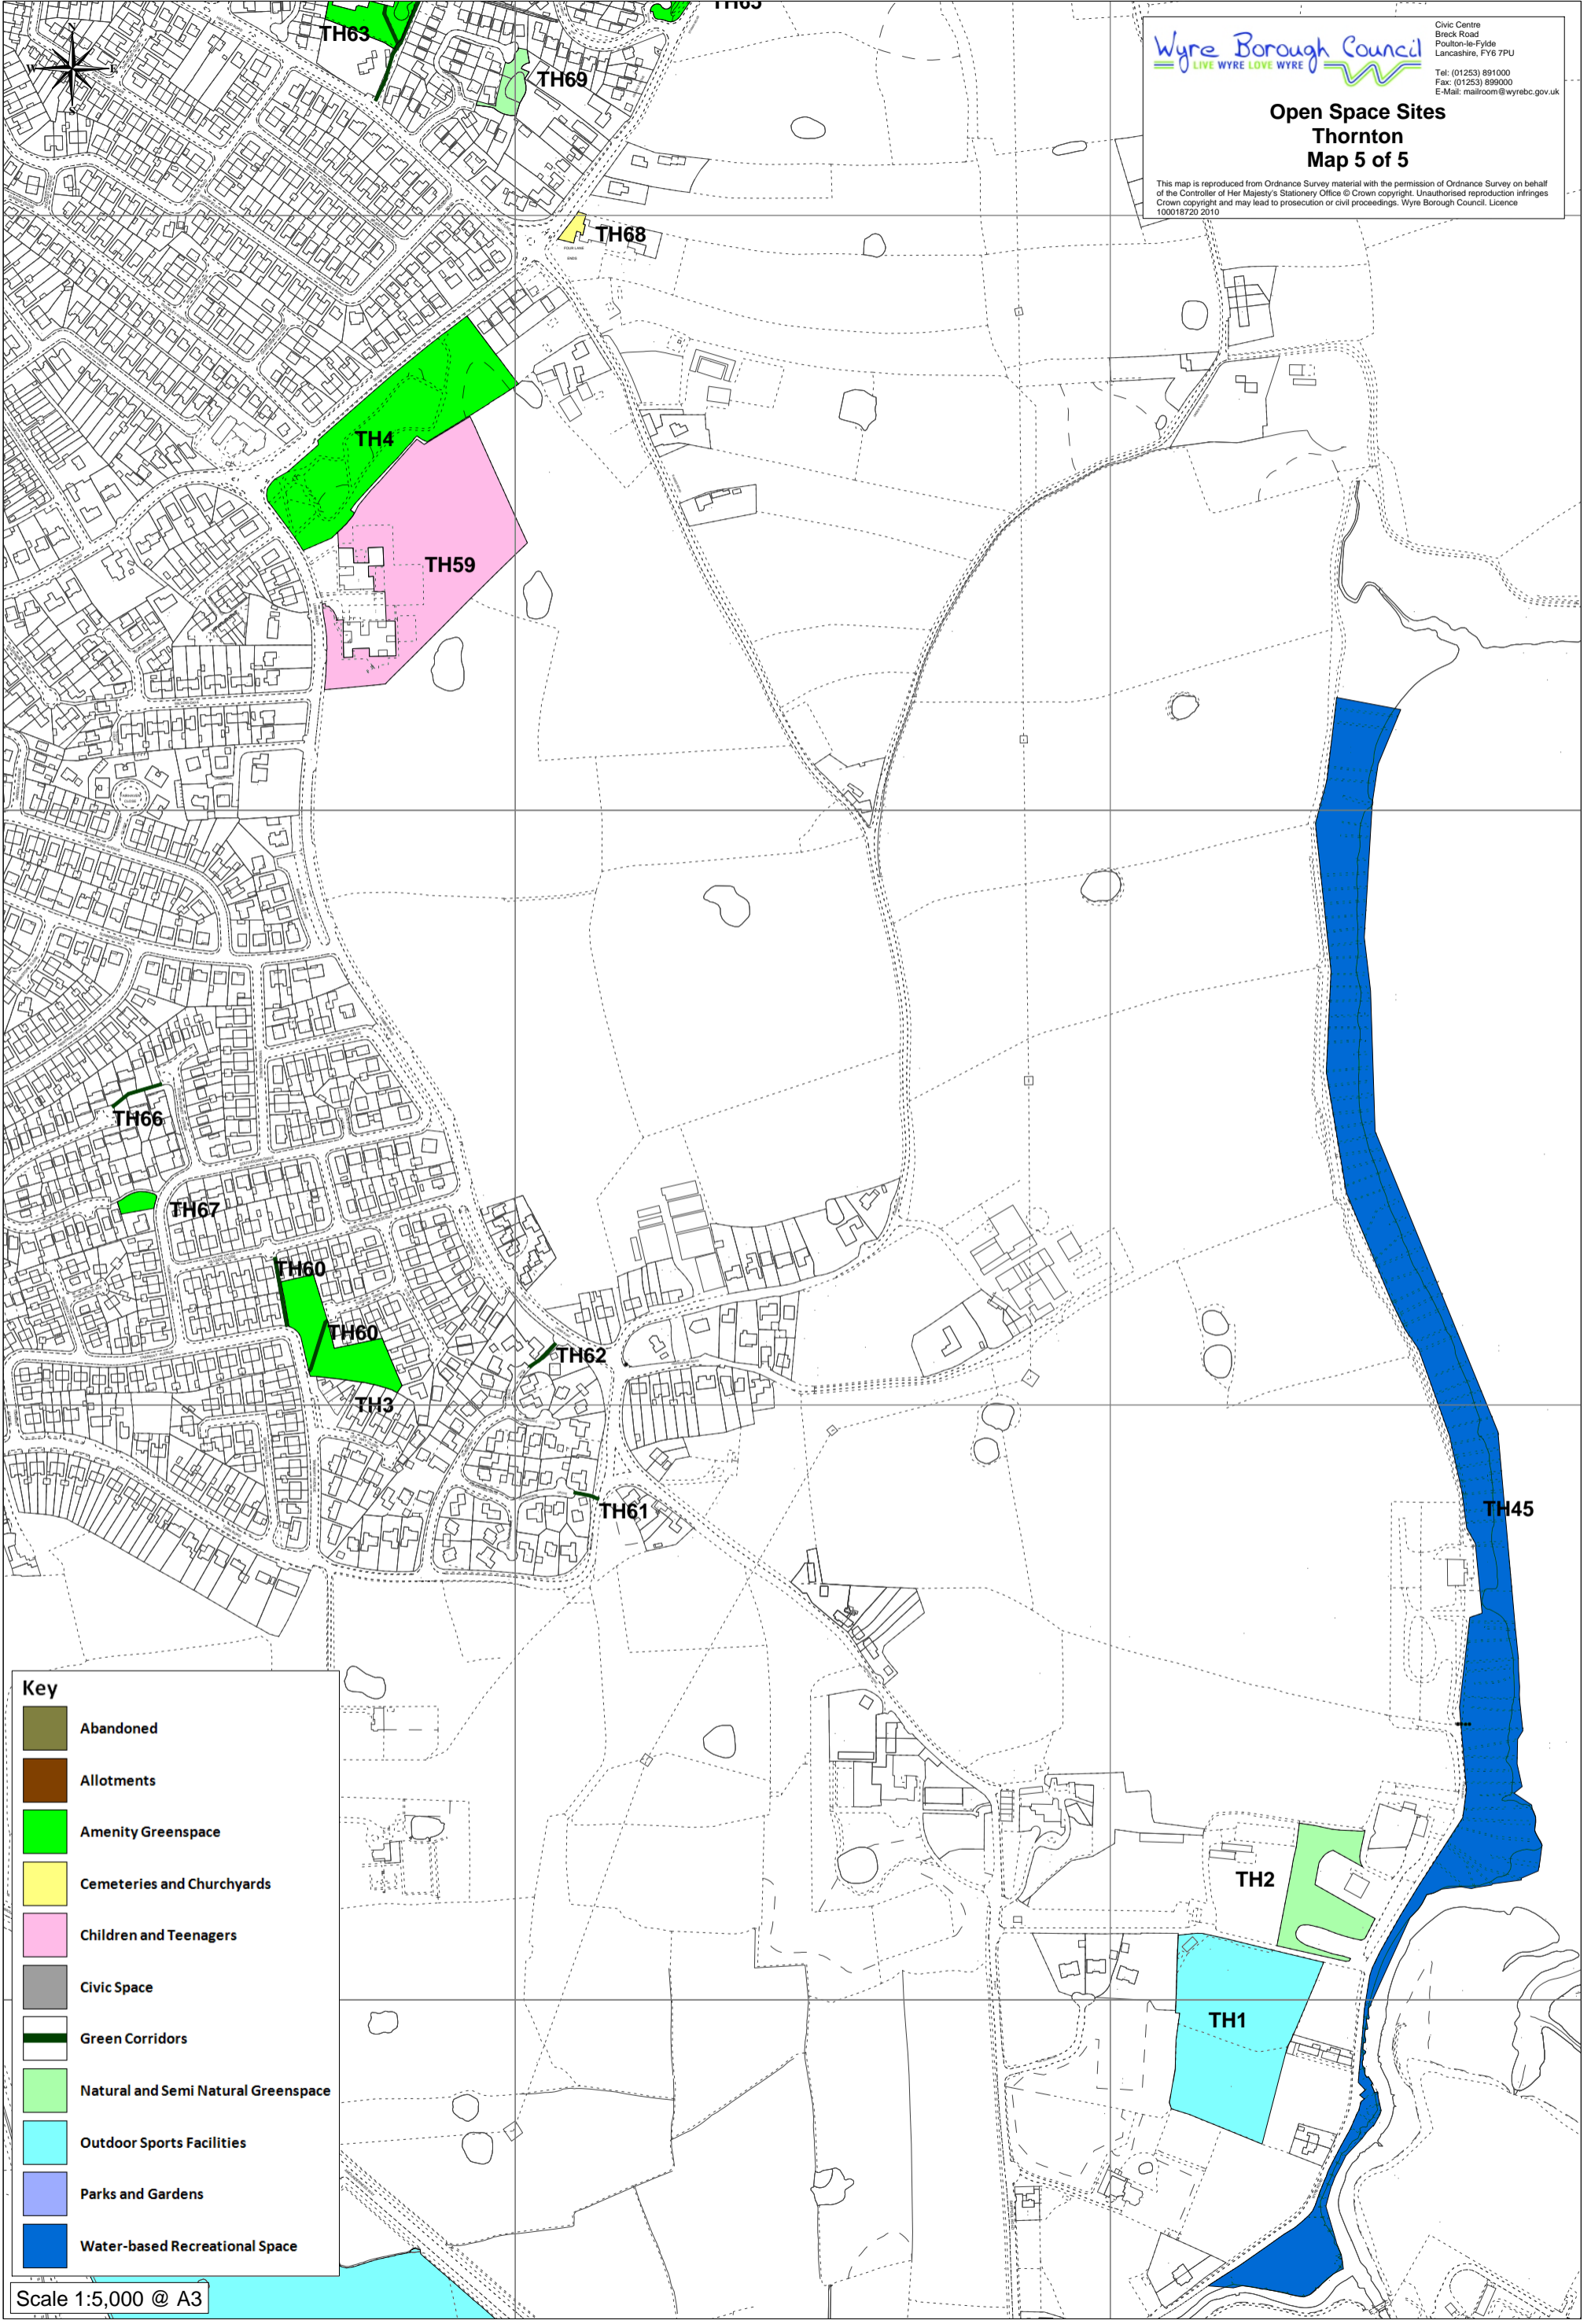 TH63
TH65
TH69
N
W
E
S
Wyre Borough Council
LIVE WYRE LOVE WYRE
Civic Centre
Breck Road
Poulton-le-Fylde
Lancashire, FY6 7PU
Tel: (01253) 891000
Fax: (01253) 899000
E-Mail: mailroom@wyrebc.gov.uk
Open Space Sites
Thornton
Map 5 of 5
This map is reproduced from Ordnance Survey material with the permission of Ordnance Survey on behalf
of the Controller of Her Majesty's Stationery Office © Crown copyright. Unauthorised reproduction infringes
Crown copyright and may lead to prosecution or civil proceedings. Wyre Borough Council. Licence
100018720 2010
TH68
FOUR LANE
ENDS
TH4
TH59
TH66
TH67
TH60
TH60
TH62
TH3
TH61
TH45
TH2
TH1
Key
Abandoned
Allotments
Amenity Greenspace
Cemeteries and Churchyards
Children and Teenagers
Civic Space
Green Corridors
Natural and Semi Natural Greenspace
Outdoor Sports Facilities
Parks and Gardens
Water-based Recreational Space
Scale 1:5,000 @ A3